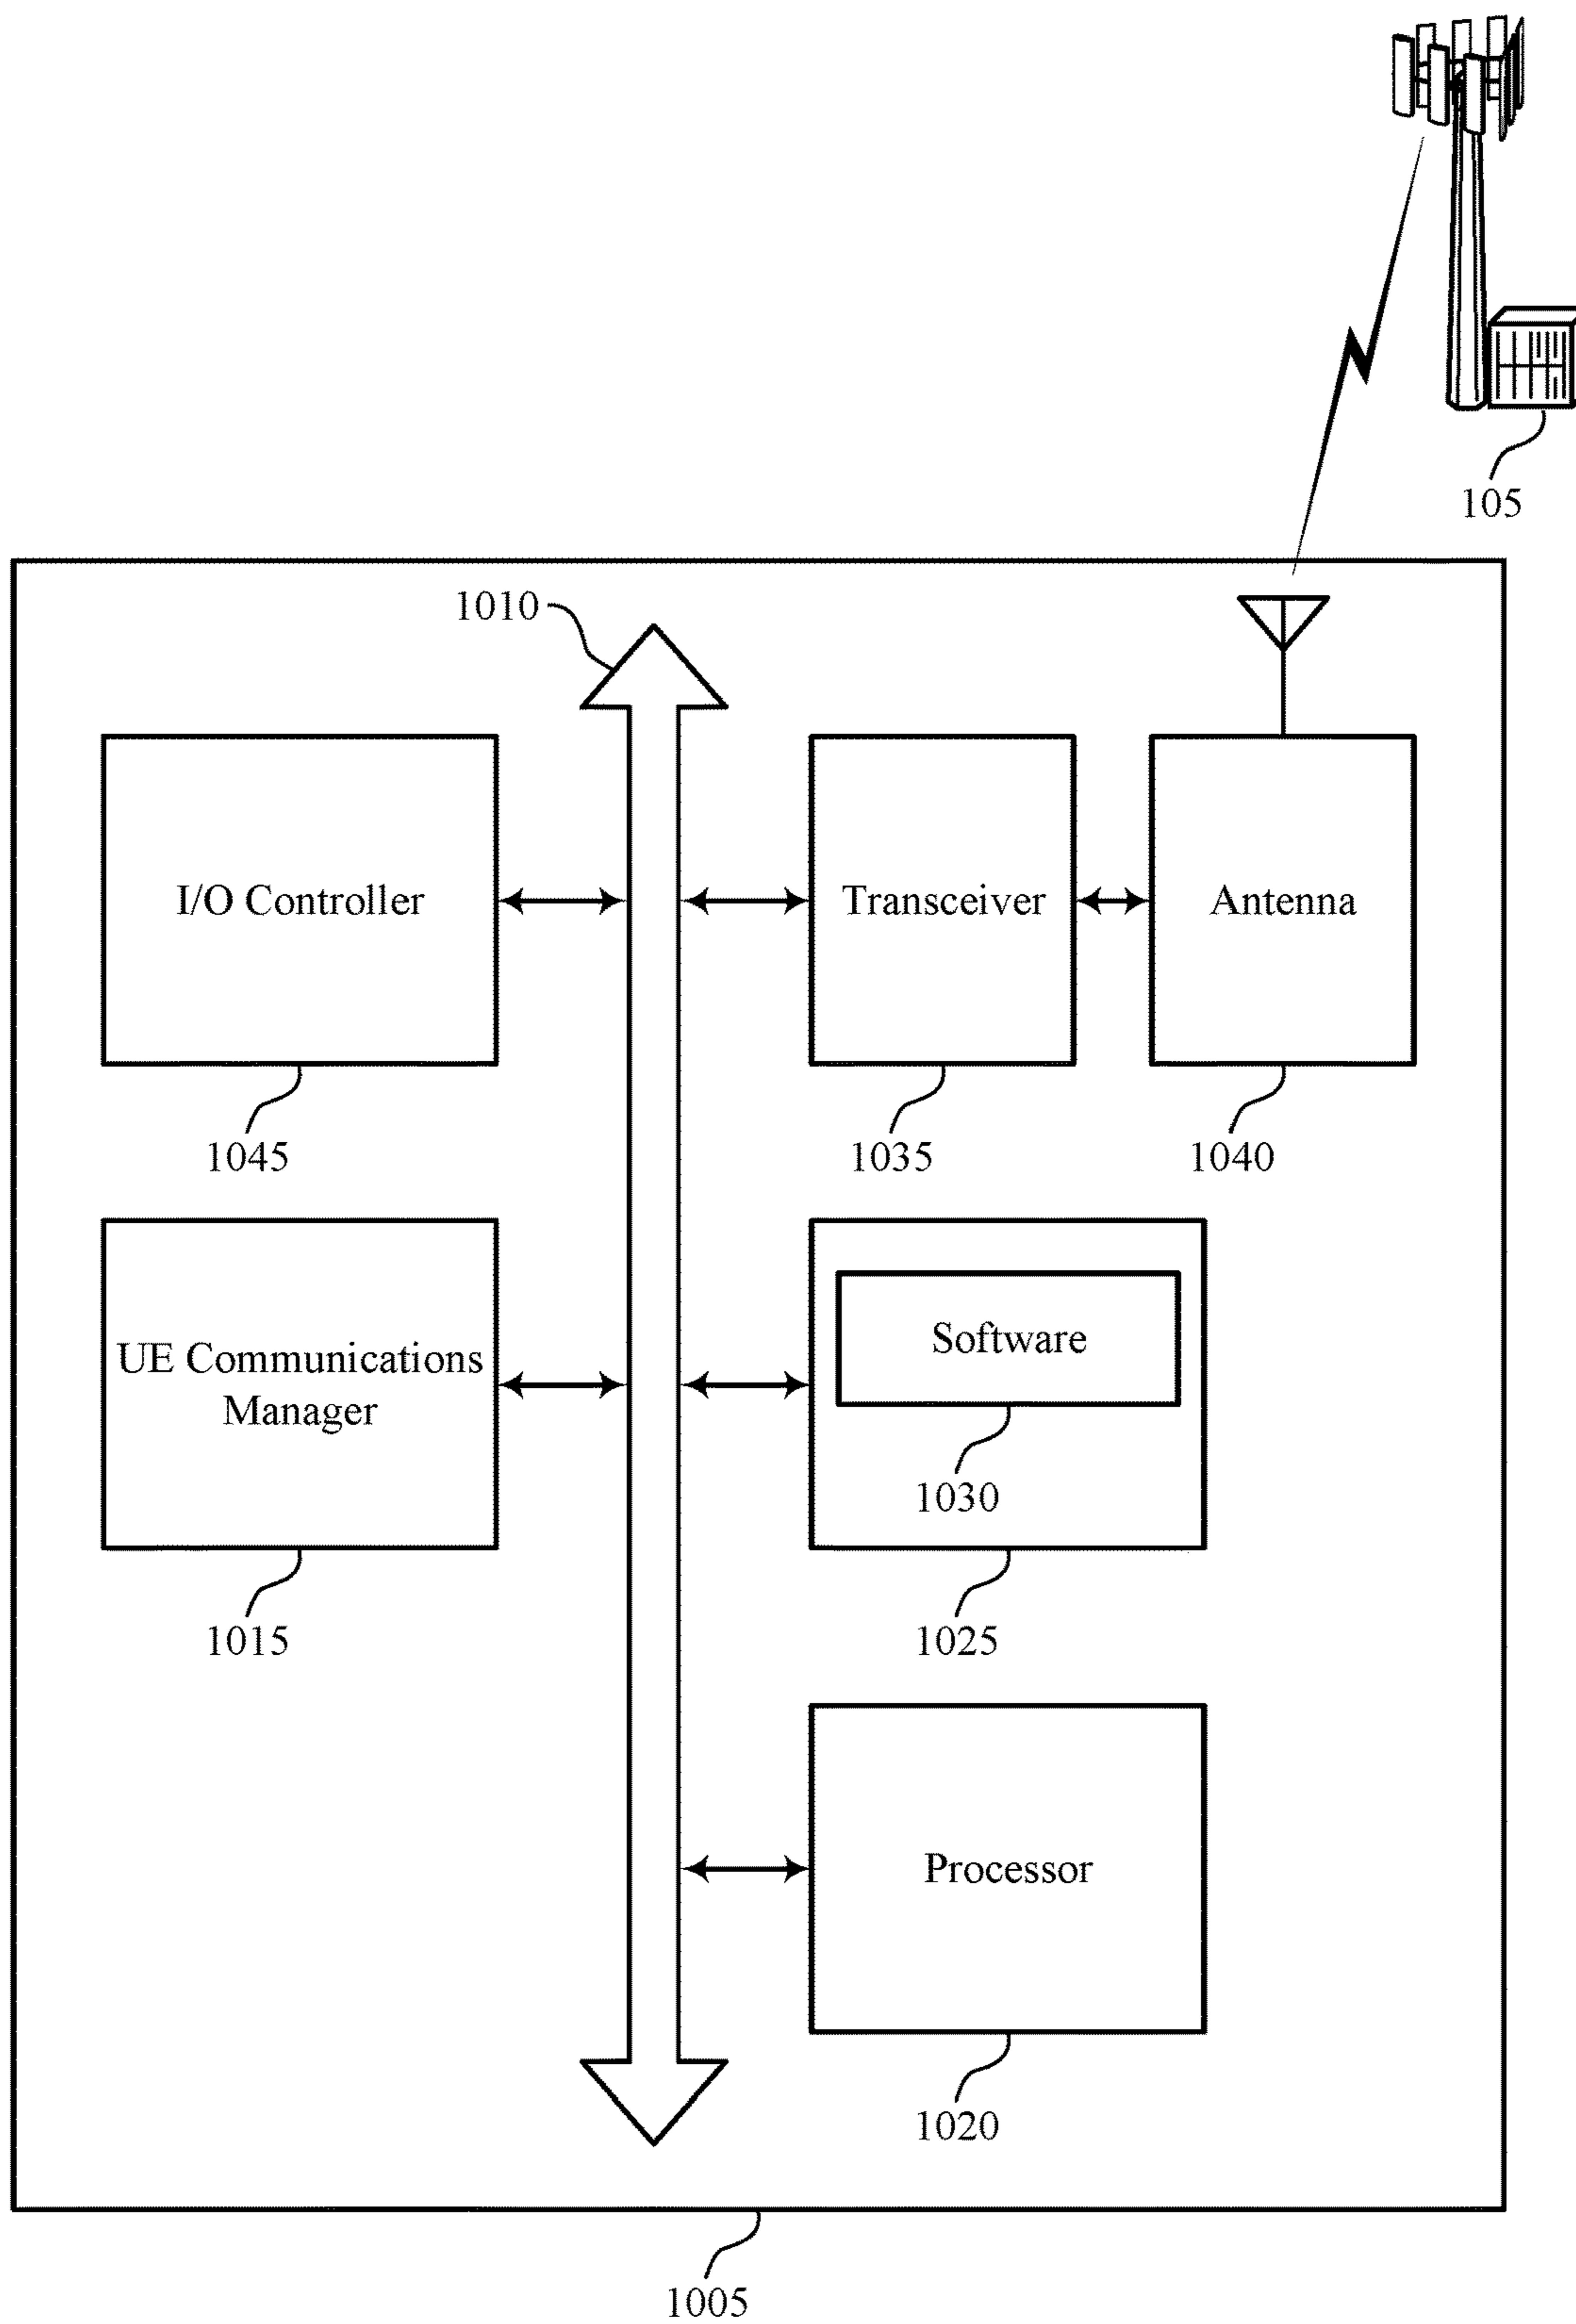 105
1010
I/O Controller
Transceiver
Antenna
1045
1035
1040
UE Communications
Manager
Software
1030
1015
1025
Processor
1020
1005